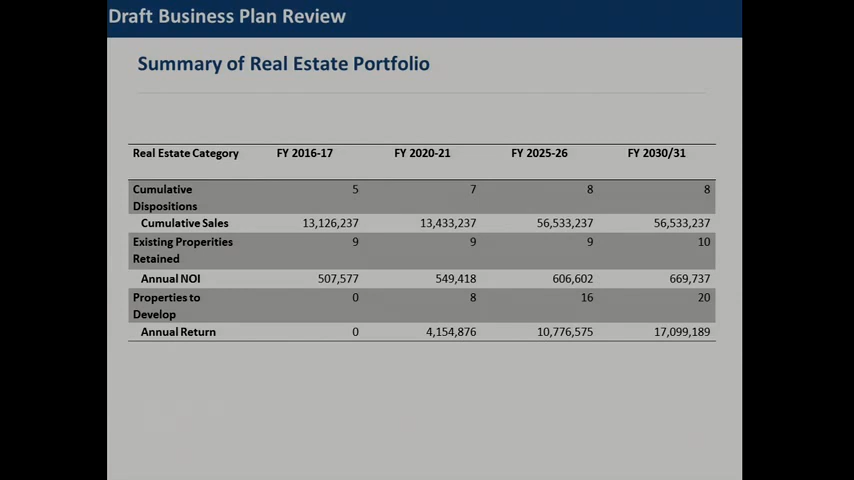 Draft Business Plan Review
Summary of Real Estate Portfolio
Real Estate Category FY 2016-17 FY 2020-21 FY 2025-26 FY 2030/31
Cumulative 5 7 8 8
Dispositions
Cumulative Sales 13,126,237 13,433,237 56,533,237 56,533,237
Existing Properities 9 9 9 10
Retained
Annual NOI 507,577 549,418 606,602 669,737
Properties to 0 8 16 20
Develop
Annual Return 0 4,154,876 10,776,575 17,099,189